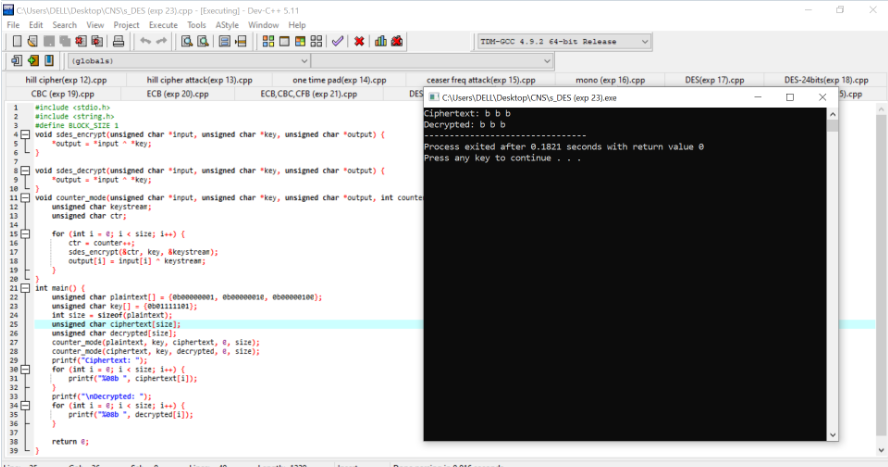 C:\Users\DELL\Desktop\CNS\s_DES (exp 23).cpp - [Executing] - Dev-C++ 5.11
File Edit Search View Project Execute Tools AStyle Window Help
TDM-GCC 4.9.2 64-bit Release
(globals)
hill cipher(exp 12).cpp hill cipher attack(exp 13).cpp one time pad(exp 14).cpp ceaser freq attack(exp 15).cpp mono (exp 16).cpp DES(exp 17).cpp DES-24bits(exp 18).cpp
CBC (exp 19).cpp ECB (exp 20).cpp ECB,CBC,CFB (exp 21).cpp DES 5).cpp
1 #include <stdio.h>
2 #include <string.h>
3 #define BLOCK_SIZE 1
4 void sdes_encrypt(unsigned char *input, unsigned char *key, unsigned char *output) {
5 *output = *input ^ *key;
6 }
7
8 void sdes_decrypt(unsigned char *input, unsigned char *key, unsigned char *output) {
9 *output = *input ^ *key;
10 }
11 void counter_mode(unsigned char *input, unsigned char *key, unsigned char *output, int counte
12 unsigned char keystream;
13 unsigned char ctr;
14
15 for (int i = 0; i < size; i++) {
16 ctr = counter++;
17 sdes_encrypt(&ctr, key, &keystream);
18 output[i] = input[i] ^ keystream;
19 }
20 }
21 int main() {
22 unsigned char plaintext[] = {0b00000001, 0b00000010, 0b00000100};
23 unsigned char key[] = {0b01111101};
24 int size = sizeof(plaintext);
25 unsigned char ciphertext[size];
26 unsigned char decrypted[size];
27 counter_mode(plaintext, key, ciphertext, 0, size);
28 counter_mode(ciphertext, key, decrypted, 0, size);
29 printf("Ciphertext: ");
30 for (int i = 0; i < size; i++) {
31 printf("%08b ", ciphertext[i]);
32 }
33 printf("\nDecrypted: ");
34 for (int i = 0; i < size; i++) {
35 printf("%08b ", decrypted[i]);
36 }
37
38 return 0;
39 }
C:\Users\DELL\Desktop\CNS\s_DES (exp 23).exe
Ciphertext: b b b
Decrypted: b b b
--------------------------------
Process exited after 0.1821 seconds with return value 0
Press any key to continue . . .